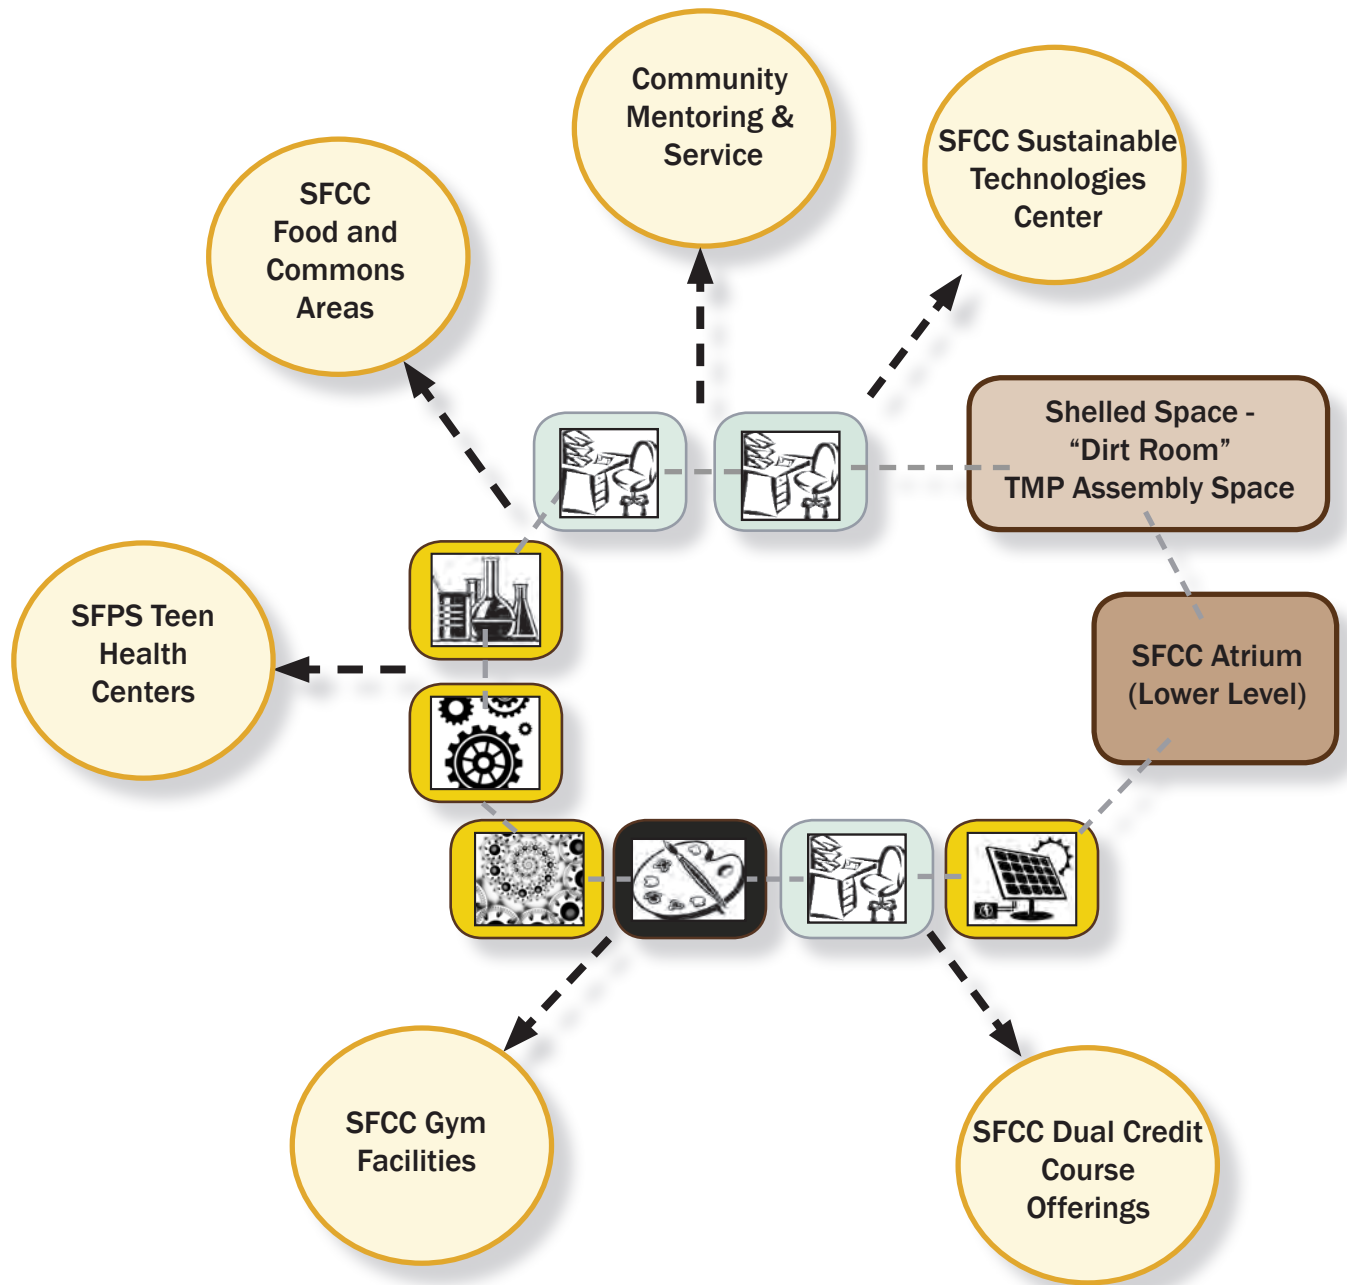 Community
Mentoring &
Service
SFCC Sustainable
Technologies
Center
SFCC
Food and
Commons
Areas
Shelled Space -
“Dirt Room”
TMP Assembly Space
SFPS Teen
Health
Centers
SFCC Atrium
(Lower Level)
SFCC Gym
Facilities
SFCC Dual Credit
Course
Offerings